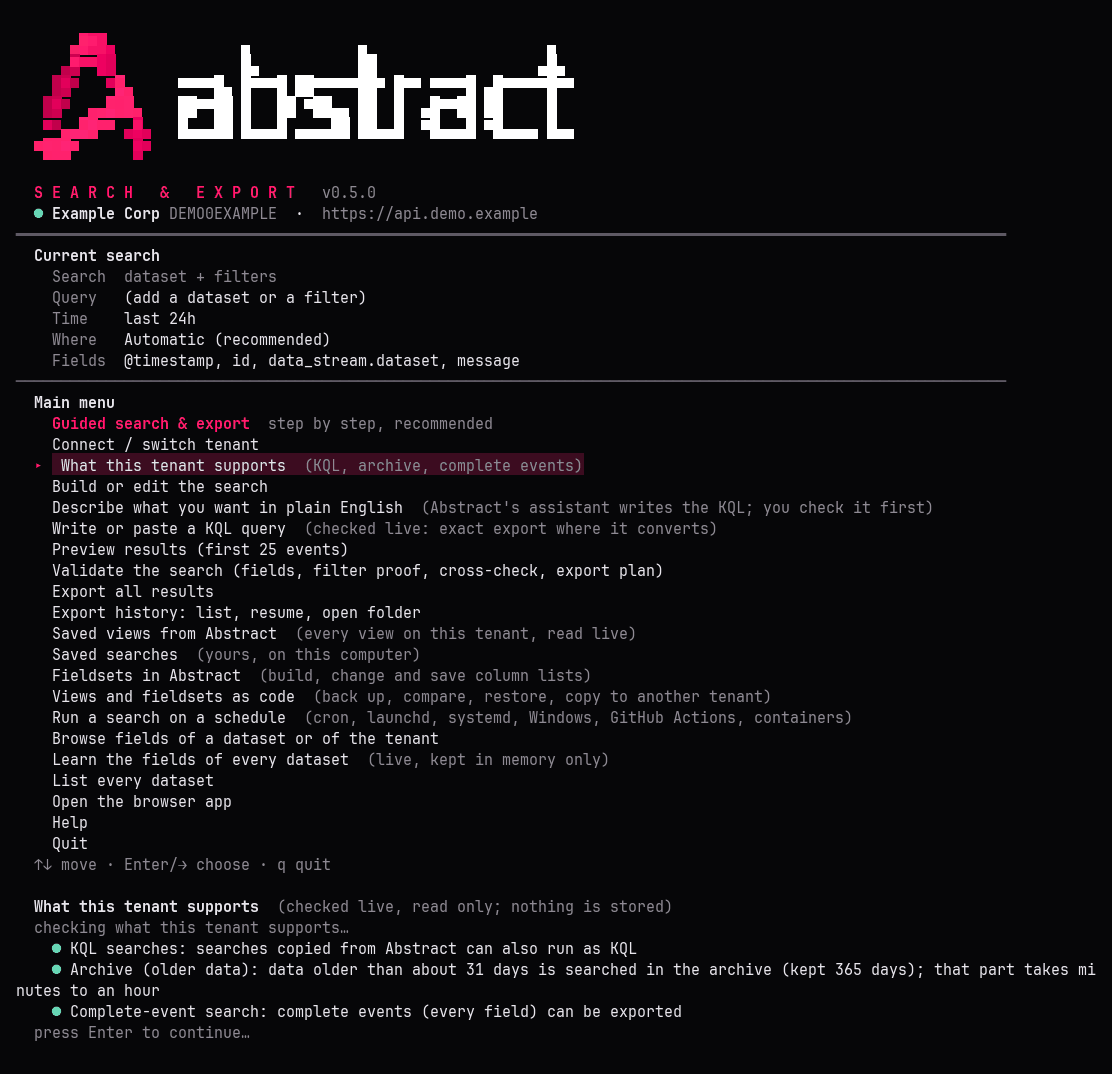 abstract
SEARCH & EXPORT v0.5.0
● Example Corp DEMO0EXAMPLE · https://api.demo.example
Current search
Search dataset + filters
Query (add a dataset or a filter)
Time last 24h
Where Automatic (recommended)
Fields @timestamp, id, data_stream.dataset, message
Main menu
Guided search & export step by step, recommended
Connect / switch tenant
▸ What this tenant supports (KQL, archive, complete events)
Build or edit the search
Describe what you want in plain English (Abstract's assistant writes the KQL; you check it first)
Write or paste a KQL query (checked live: exact export where it converts)
Preview results (first 25 events)
Validate the search (fields, filter proof, cross-check, export plan)
Export all results
Export history: list, resume, open folder
Saved views from Abstract (every view on this tenant, read live)
Saved searches (yours, on this computer)
Fieldsets in Abstract (build, change and save column lists)
Views and fieldsets as code (back up, compare, restore, copy to another tenant)
Run a search on a schedule (cron, launchd, systemd, Windows, GitHub Actions, containers)
Browse fields of a dataset or of the tenant
Learn the fields of every dataset (live, kept in memory only)
List every dataset
Open the browser app
Help
Quit
↑↓ move · Enter/→ choose · q quit
What this tenant supports (checked live, read only; nothing is stored)
checking what this tenant supports…
● KQL searches: searches copied from Abstract can also run as KQL
● Archive (older data): data older than about 31 days is searched in the archive (kept 365 days); that part takes mi
nutes to an hour
● Complete-event search: complete events (every field) can be exported
press Enter to continue…